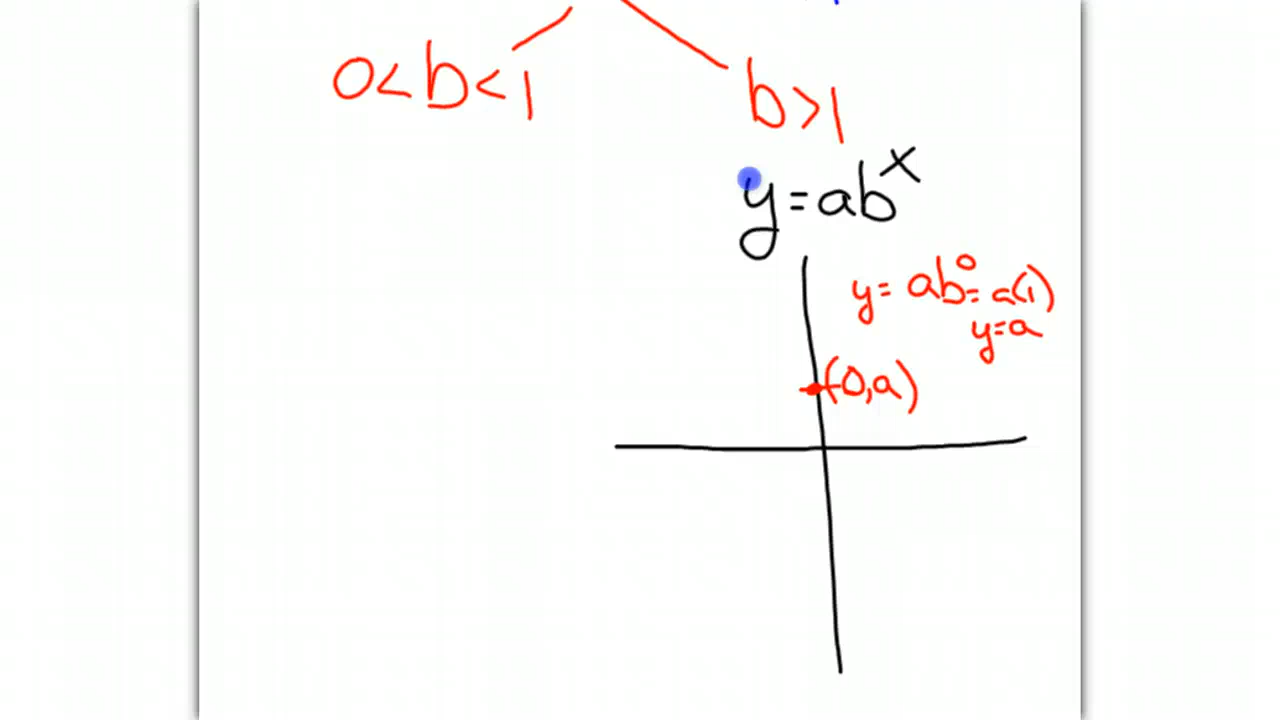 0<b<1
b>1
y=ab^x
y=ab^0=a(1)
y=a
(0,a)